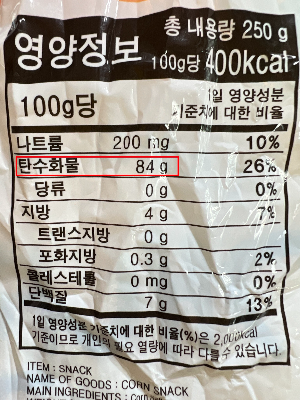 총 내용량 250 g
영양정보 100g당 400kcal
100g당
1일 영양성분
기준치에 대한 비율
나트륨 200 mg 10%
탄수화물 84 g 26%
당류 0 g 0%
지방 4 g 7%
트랜스지방 0 g
포화지방 0.3 g 2%
콜레스테롤 0 mg 0%
단백질 7 g 13%
1일 영양성분 기준치에 대한 비율(%)은 2,000kcal
기준이므로 개인의 필요 열량에 따라 다를 수 있습니다.
ITEM : SNACK
NAME OF GOODS : CORN SNACK
MAIN INGREDIENTS :